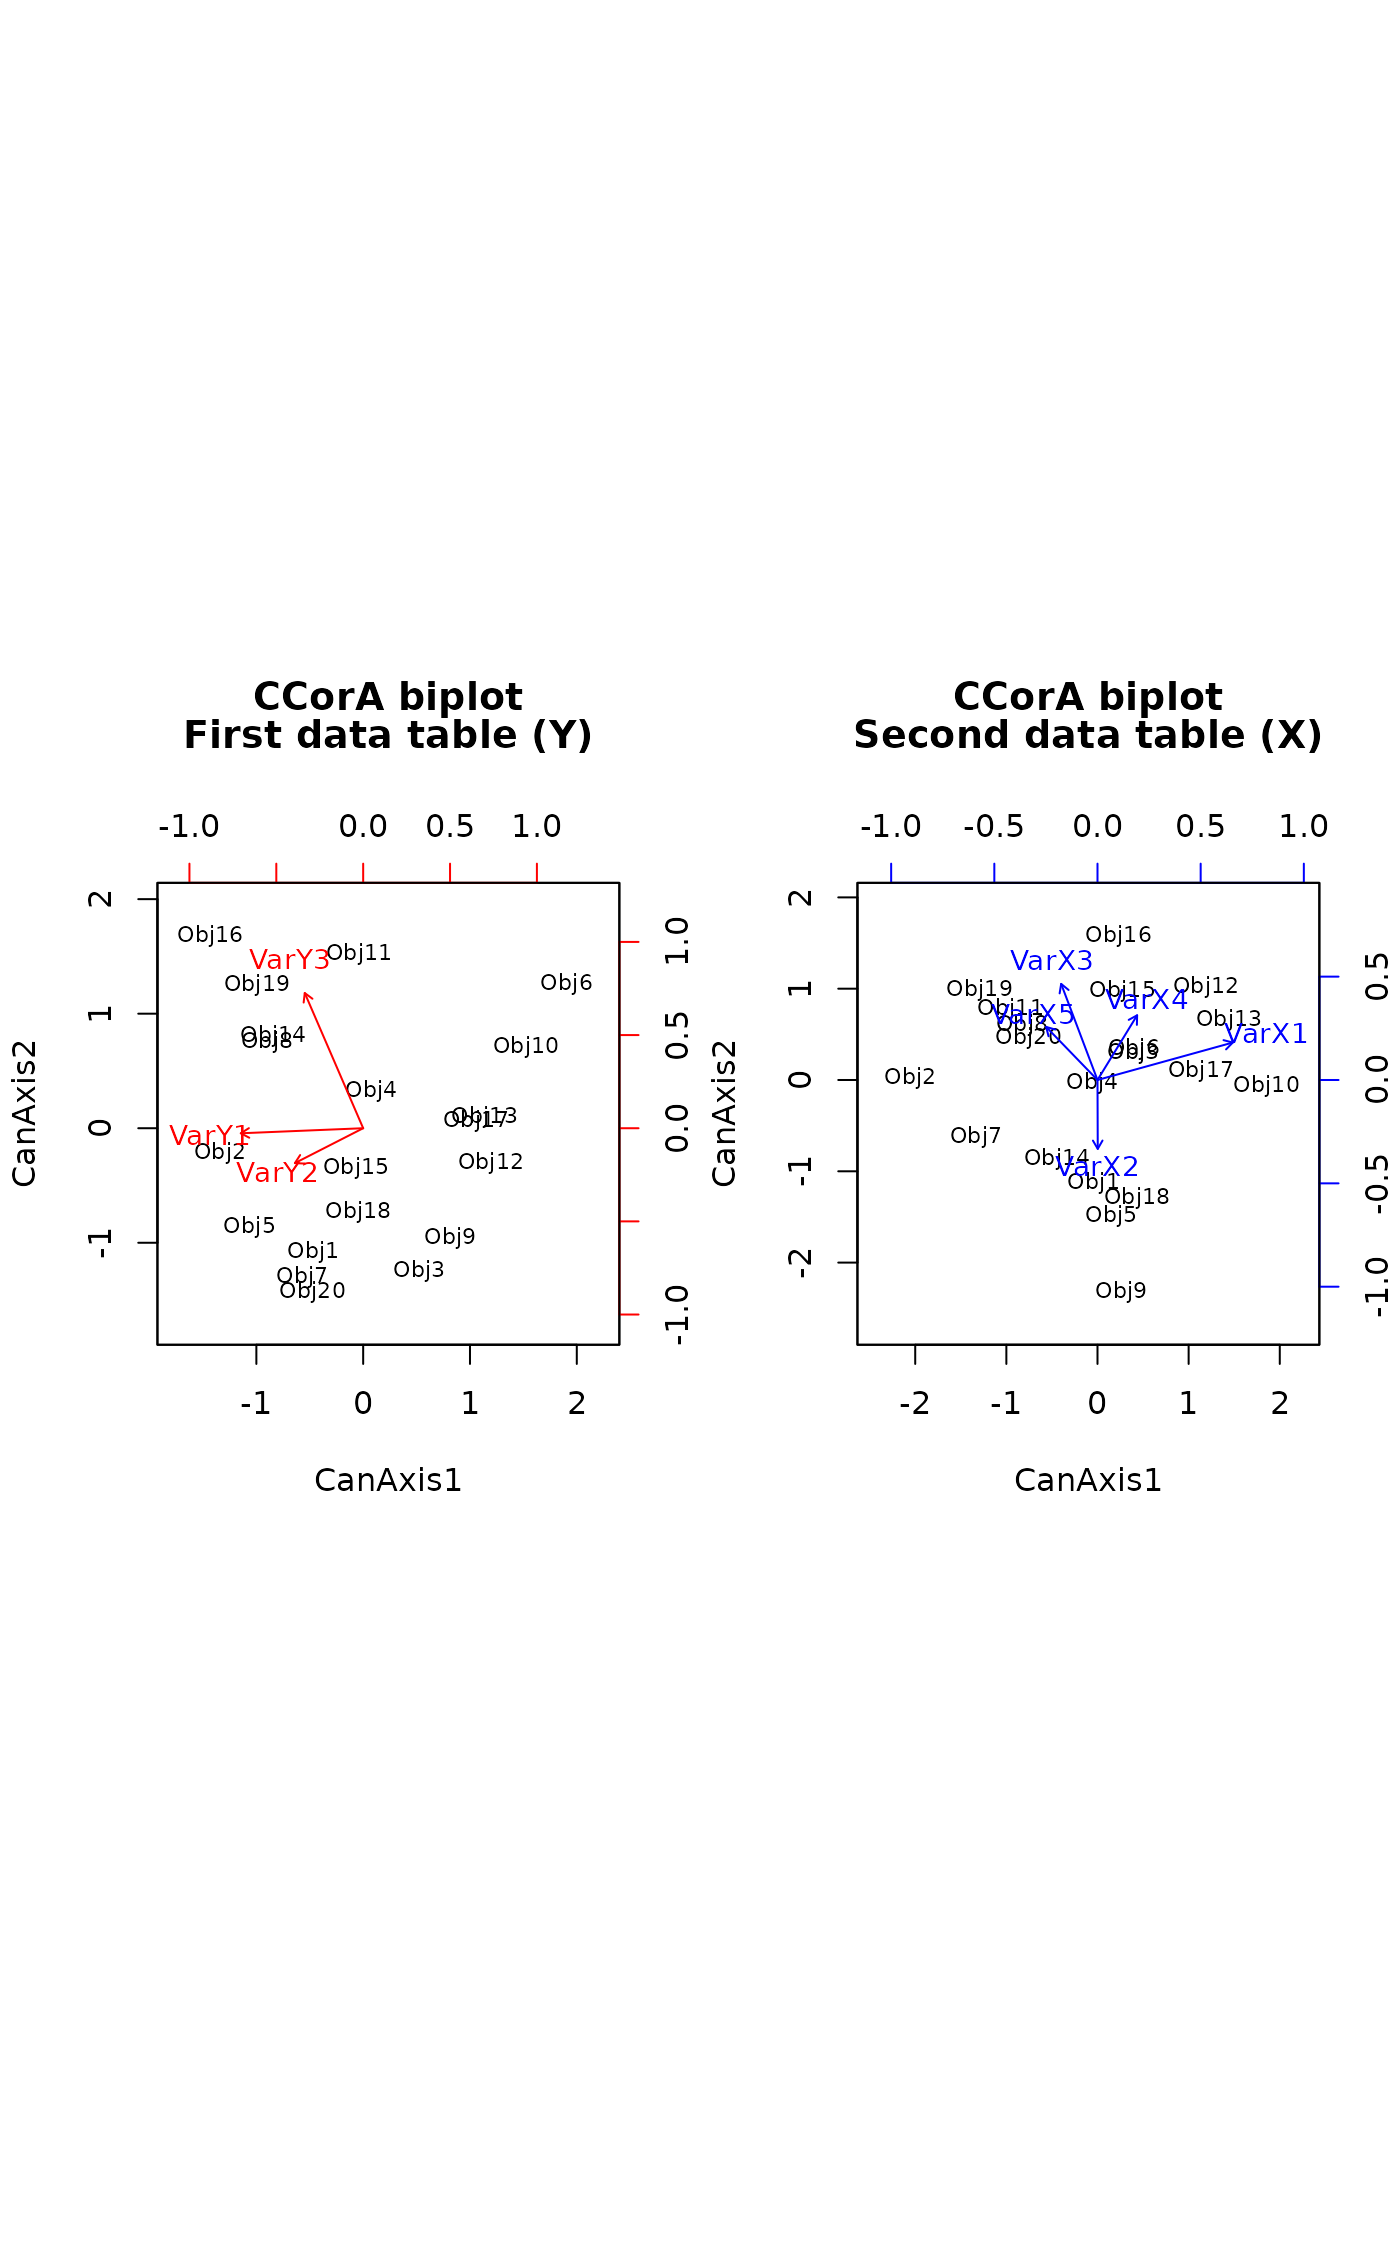 CCorA biplot
First data table (Y)
-1.0 0.0 0.5 1.0
2
1
0
-1
CanAxis2
Obj16
VarY3
Obj11
Obj19
Obj6
Obj14
Obj8
Obj10
Obj4
Obj13
Obj17
VarY1
Obj2
Obj12
Obj15
VarY2
Obj18
Obj5
Obj9
Obj1
Obj3
Obj7
Obj20
1.0
0.5
0.0
-1.0
-1 0 1 2
CanAxis1
CCorA biplot
Second data table (X)
-1.0 -0.5 0.0 0.5 1.0
2
1
0
-1
-2
CanAxis2
Obj16
VarX3
Obj12
Obj19
Obj15
VarX4
Obj11
VarX5
Obj13
Obj8
VarX1
Obj20
Obj6
Obj3
Obj17
Obj2
Obj4
Obj10
Obj7
Obj14
VarX2
Obj1
Obj18
Obj5
Obj9
0.5
0.0
-0.5
-1.0
-2 -1 0 1 2
CanAxis1